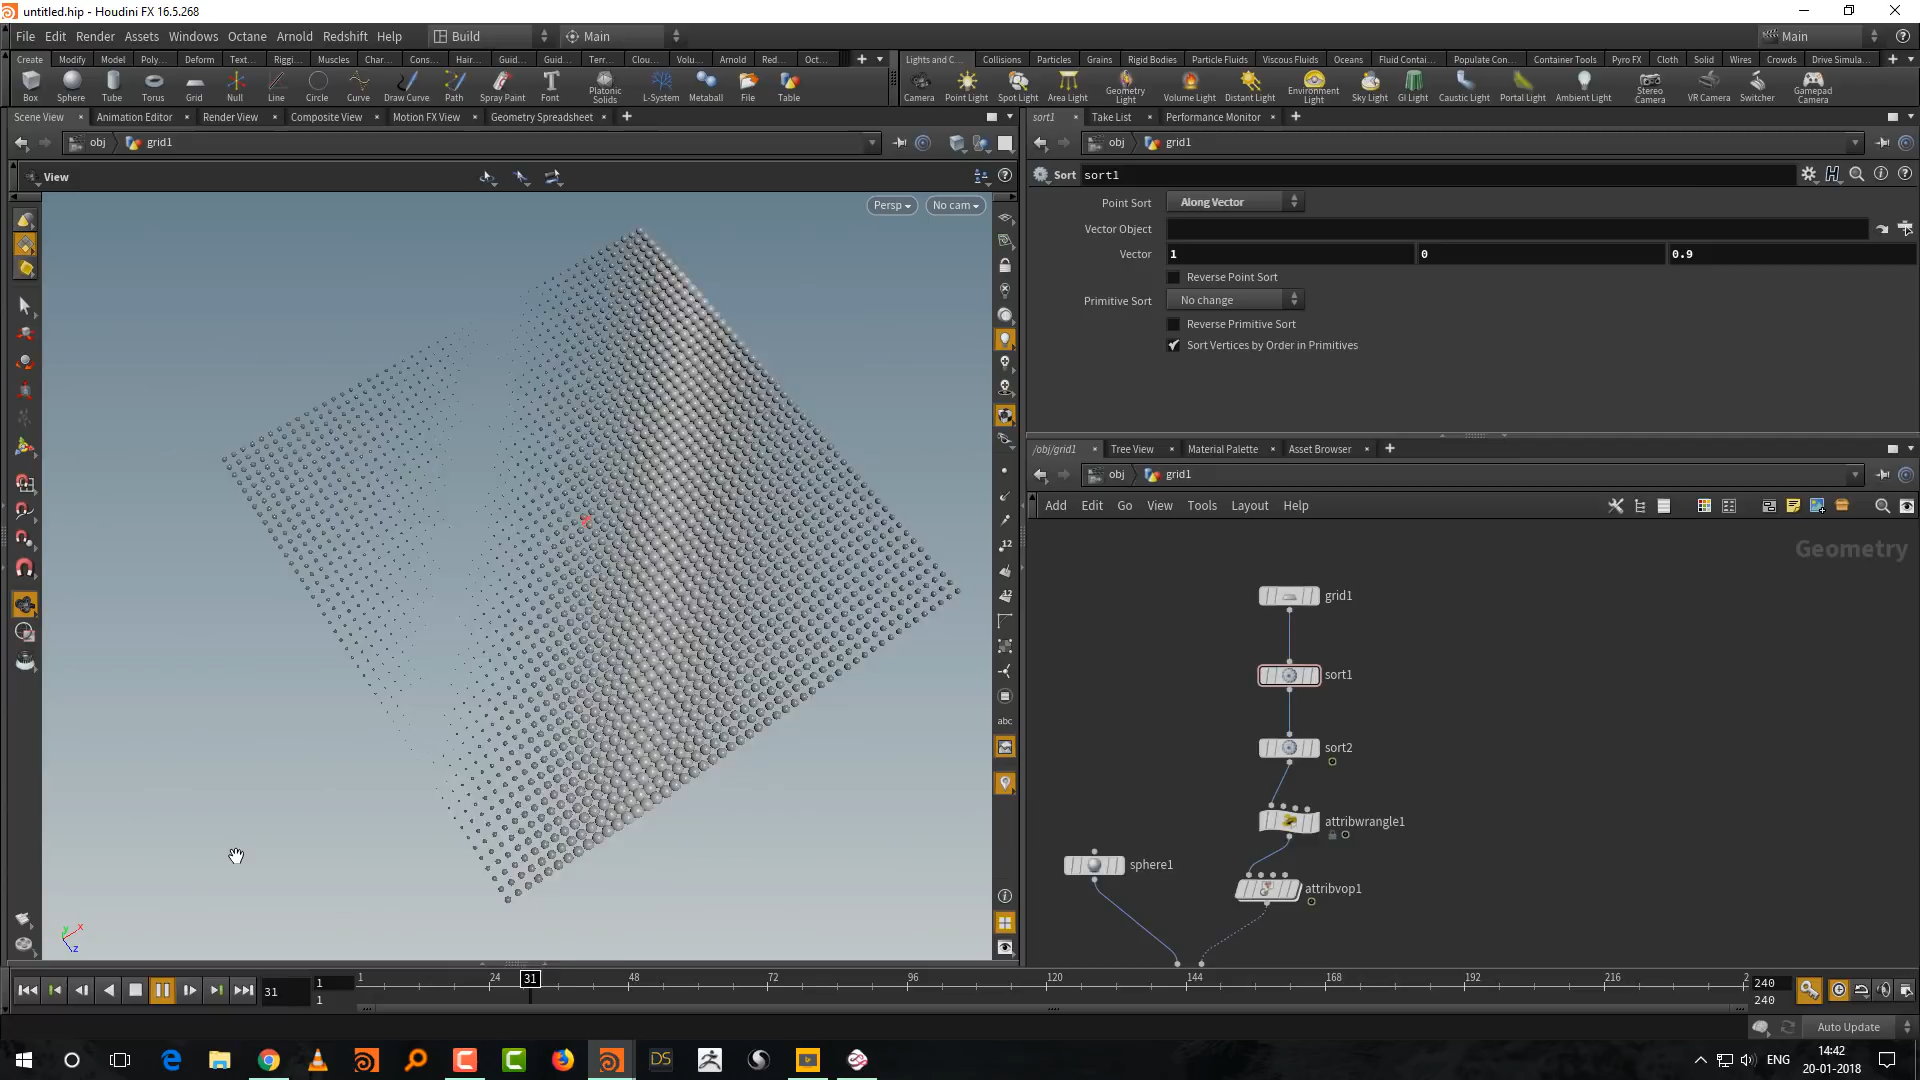 untitled.hip - Houdini FX 16.5.268
File Edit Render Assets Windows Octane Arnold Redshift Help Build Main Main
Create Modify Model Poly... Deform Text... Riggi... Muscles Char... Cons... Hair... Guid... Guid... Terr... Clou... Volu... Arnold Red... Oct...
Lights and C... Collisions Particles Grains Rigid Bodies Particle Fluids Viscous Fluids Oceans Fluid Contai... Populate Con... Container Tools Pyro FX Cloth Solid Wires Crowds Drive Simula...
Box Sphere Tube Torus Grid Null Line Circle Curve Draw Curve Path Spray Paint Font Platonic Solids L-System Metaball File Table
Camera Point Light Spot Light Area Light Geometry Light Volume Light Distant Light Environment Light Sky Light GI Light Caustic Light Portal Light Ambient Light Stereo Camera VR Camera Switcher Gamepad Camera
Scene View Animation Editor Render View Composite View Motion FX View Geometry Spreadsheet
obj grid1
View
Persp No cam
12
12
abc
sort1 Take List Performance Monitor
obj grid1
Sort sort1
Point Sort Along Vector
Vector Object
Vector 1 0 0.9
Reverse Point Sort
Primitive Sort No change
Reverse Primitive Sort
Sort Vertices by Order in Primitives
/obj/grid1 Tree View Material Palette Asset Browser
obj grid1
Add Edit Go View Tools Layout Help
Geometry
grid1
sort1
sort2
attribwrangle1
sphere1
attribvop1
y x
z
31 1
1
1 24 31 48 72 96 120 144 168 192 216 2
240
240
Auto Update
DS
ENG
14:42
20-01-2018